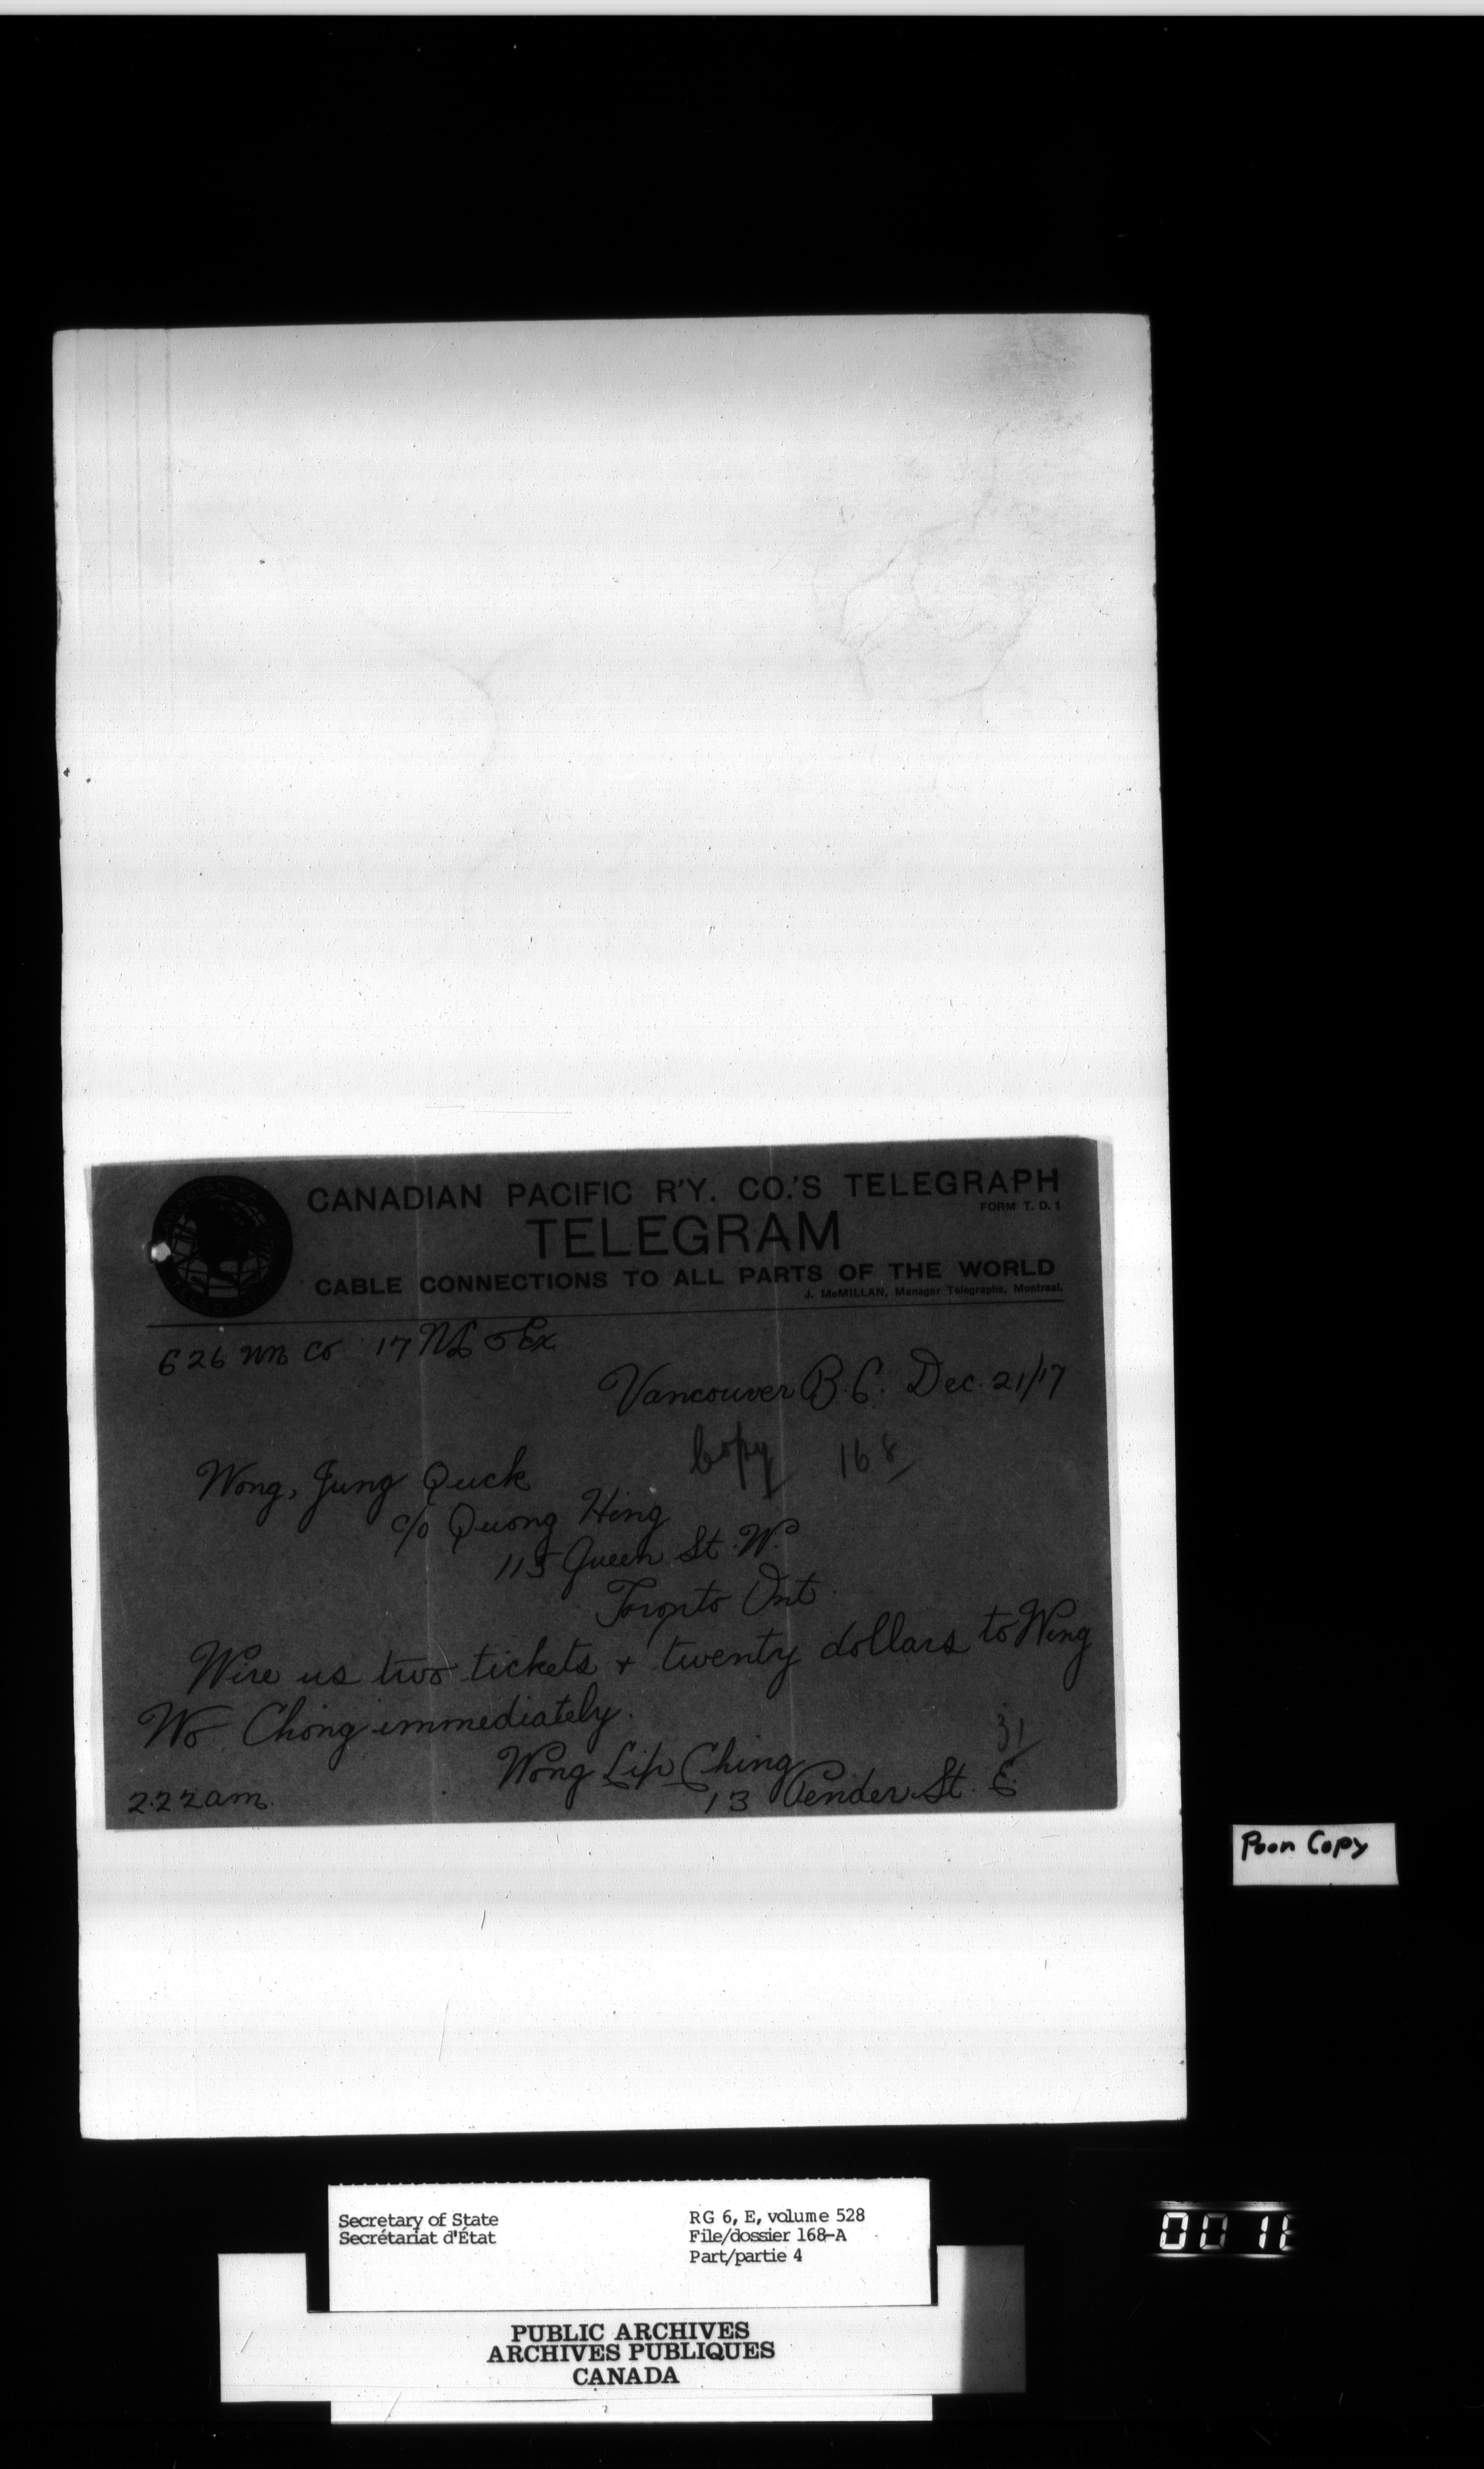 CANADIAN PACIFIC R'Y. CO.'S TELEGRAPH
FORM T. D. 1
TELEGRAM
CABLE CONNECTIONS TO ALL PARTS OF THE WORLD
J. McMILLAN, Manager Telegraphs, Montreal.
626 nm Co 17 NL Ex
Vancouver B.C. Dec. 21/17
Copy 168
Wong, Jung Quck
c/o Quong Hing
115 Queen St. W.
Toronto Ont
Wire us two tickets + twenty dollars to Wing
Wo Chong immediately.
31
Wong Lip Ching
2.22am. 13 Pender St. E.
Poor Copy
Secretary of State
Secrétariat d'État
RG 6, E, volume 528
File/dossier 168-A
Part/partie 4
PUBLIC ARCHIVES
ARCHIVES PUBLIQUES
CANADA